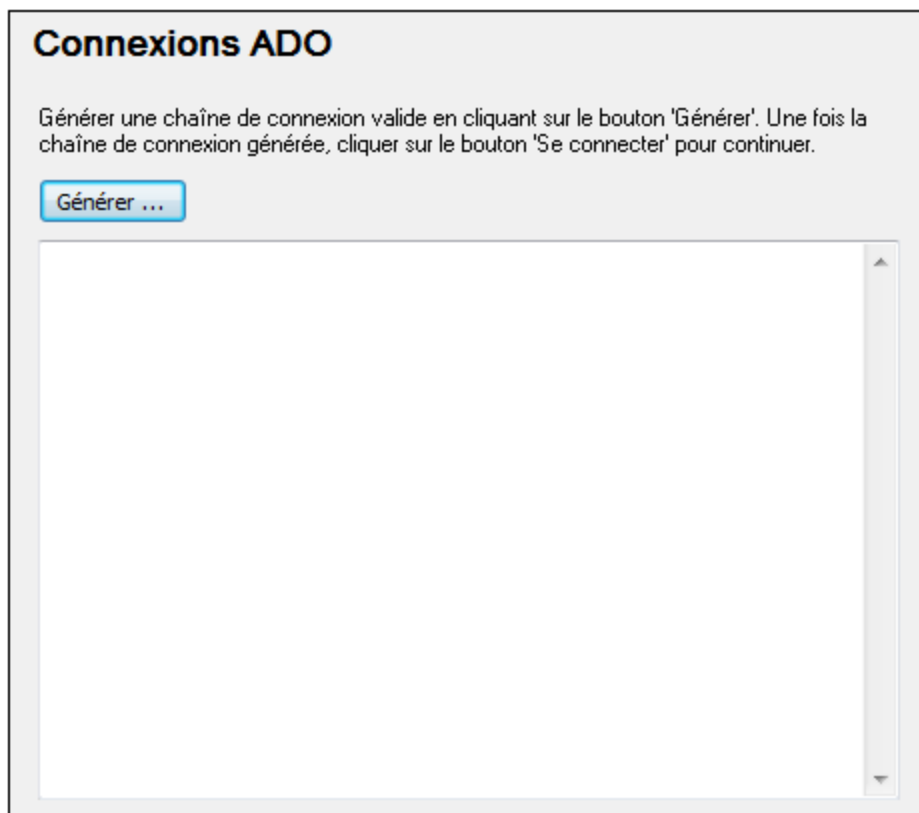 Connexions ADO
Générer une chaîne de connexion valide en cliquant sur le bouton 'Générer'. Une fois la
chaîne de connexion générée, cliquer sur le bouton 'Se connecter' pour continuer.
Générer ...